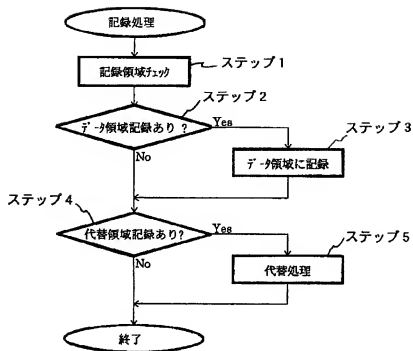 記録処理
ステップ1
記録領域ﾁｪｯｸ
ステップ2
ﾃﾞｰﾀ領域記録あり?
Yes
ステップ3
No
ﾃﾞｰﾀ領域に記録
ステップ4
代替領域記録あり?
Yes
ステップ5
No
代替処理
終了